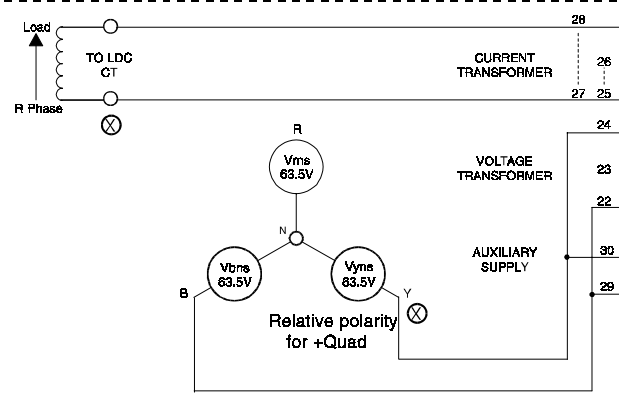 28
Load
TO LDC
CT
CURRENT
TRANSFORMER
26
R Phase
27 25
24
R
Vrns
63.5V
VOLTAGE
TRANSFORMER
23
22
N
AUXILIARY
SUPPLY
30
Vbns
63.5V
Vyns
63.5V
B
Y
29
Relative polarity
for +Quad